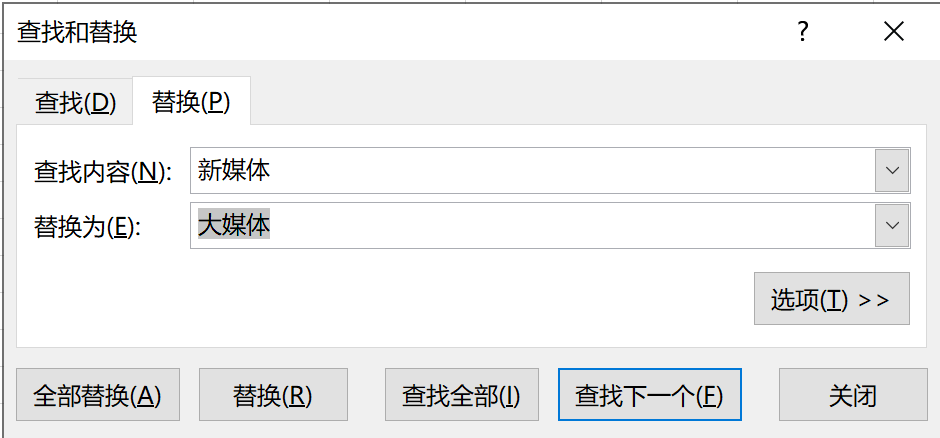 查找和替换 ?
查找(D) 替换(P)
查找内容(N): 新媒体
替换为(E): 大媒体
选项(T) >>
全部替换(A) 替换(R) 查找全部(I) 查找下一个(F) 关闭